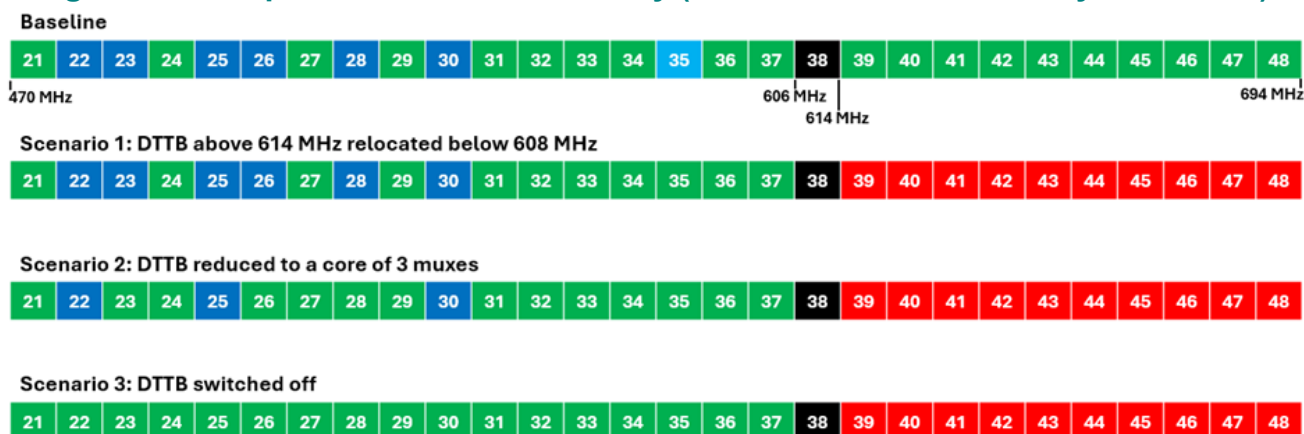 Baseline
21 22 23 24 25 26 27 28 29 30 31 32 33 34 35 36 37 38 39 40 41 42 43 44 45 46 47 48
470 MHz 606 MHz 694 MHz
614 MHz
Scenario 1: DTTB above 614 MHz relocated below 608 MHz
21 22 23 24 25 26 27 28 29 30 31 32 33 34 35 36 37 38 39 40 41 42 43 44 45 46 47 48
Scenario 2: DTTB reduced to a core of 3 muxes
21 22 23 24 25 26 27 28 29 30 31 32 33 34 35 36 37 38 39 40 41 42 43 44 45 46 47 48
Scenario 3: DTTB switched off
21 22 23 24 25 26 27 28 29 30 31 32 33 34 35 36 37 38 39 40 41 42 43 44 45 46 47 48